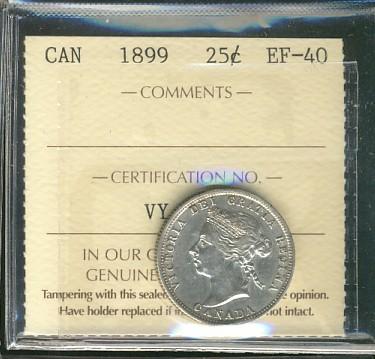 CAN 1899 25¢ EF-40
— COMMENTS —
— CERTIFICATION NO. —
VY
IN OUR
GENUINE
Tampering with this opinion.
Have holder replaced if not intact.
VICTORIA DEI GRATIA REGINA
CANADA